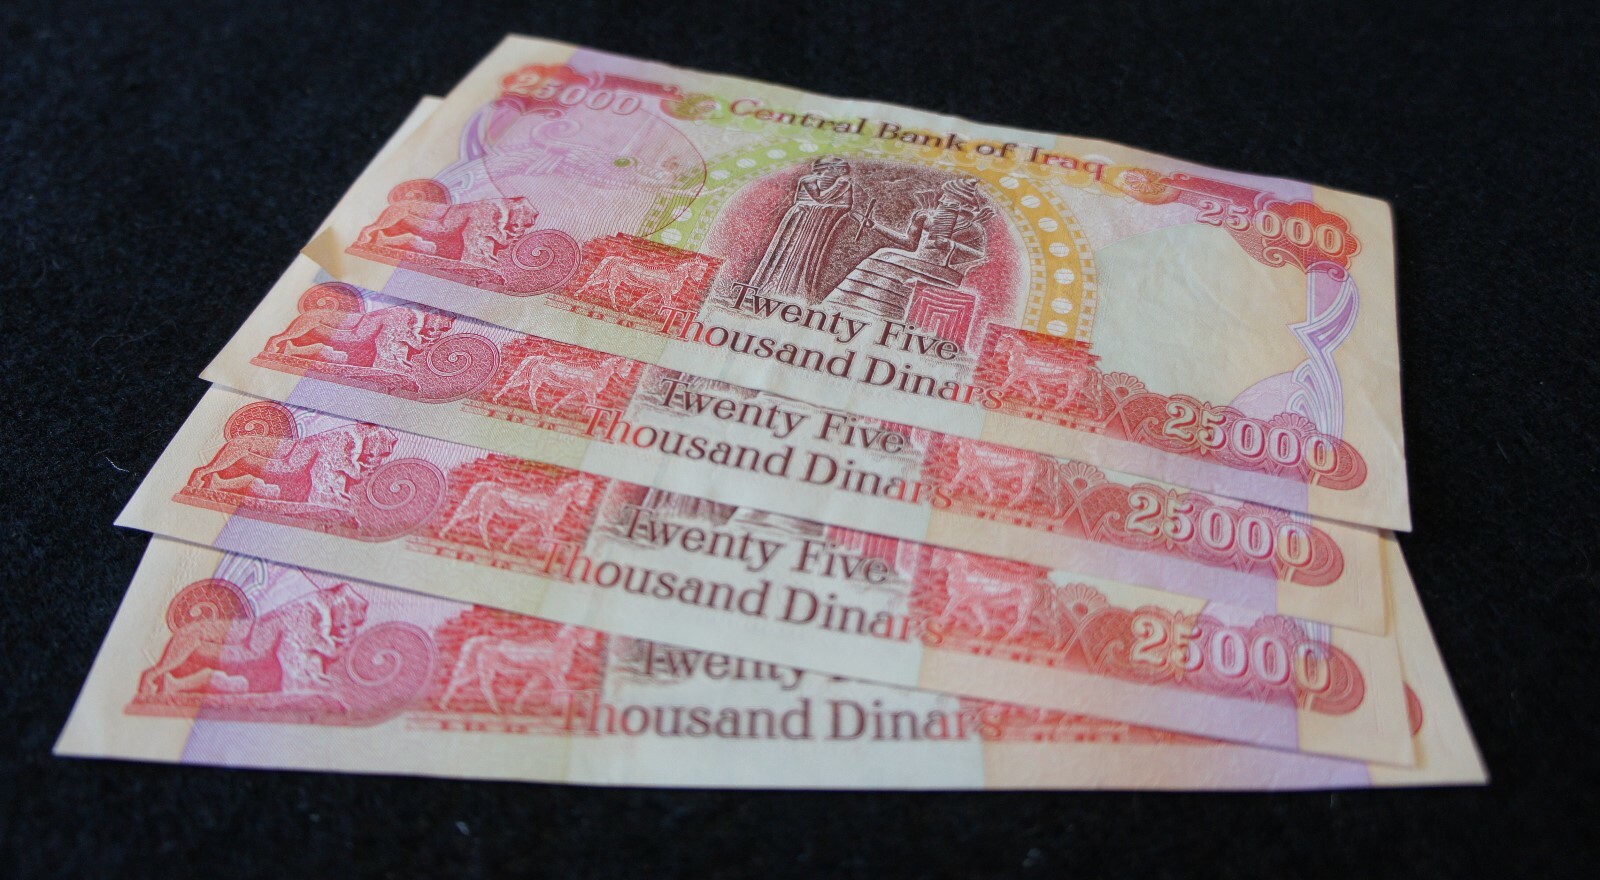 25000
Central Bank of Iraq
25000
Twenty Five
Thousand Dinars
25000
Twenty Five
Thousand Dinars
25000
Twenty Five
Thousand Dinars
25000
Twenty
Thousand Dinars